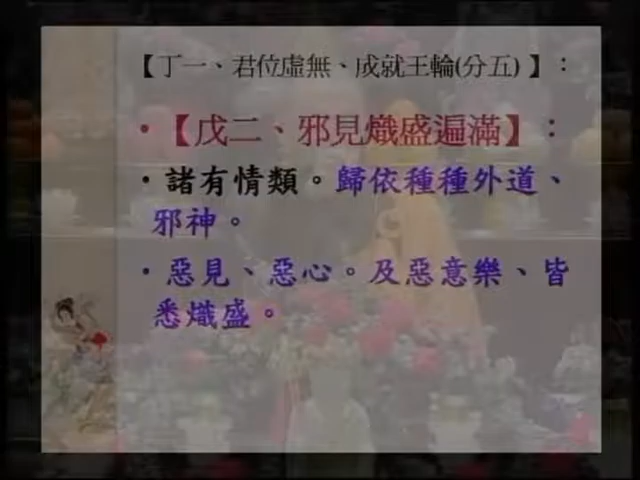 【丁一、君位虛無、成就王輪(分五)】：
•【戊二、邪見熾盛遍滿】：
•諸有情類。歸依種種外道、
邪神。
•惡見、惡心。及惡意樂、皆
悉熾盛。